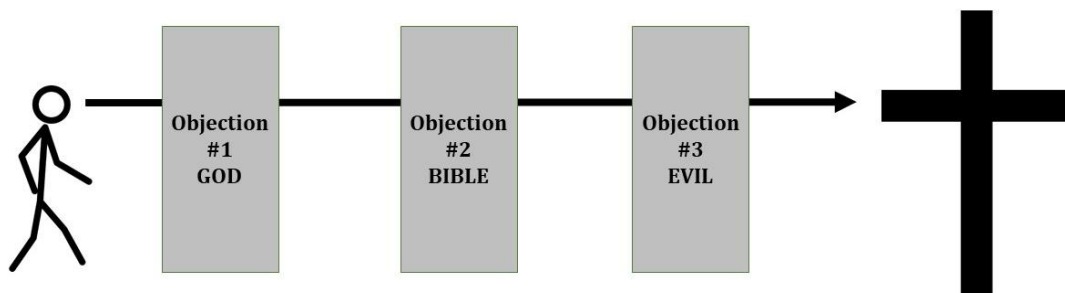 Objection
#1
GOD
Objection
#2
BIBLE
Objection
#3
EVIL